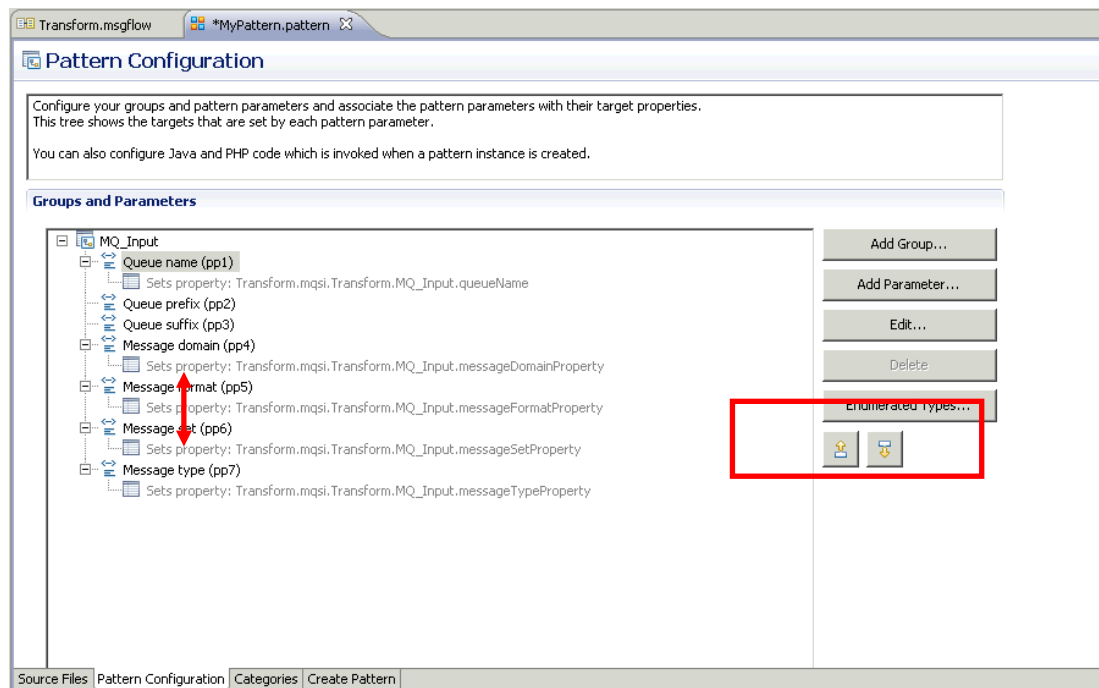 Transform.msgflow
*MyPattern.pattern
Pattern Configuration
Configure your groups and pattern parameters and associate the pattern parameters with their target properties.
This tree shows the targets that are set by each pattern parameter.
You can also configure Java and PHP code which is invoked when a pattern instance is created.
Groups and Parameters
MQ_Input
Queue name (pp1)
Sets property: Transform.mqsi.Transform.MQ_Input.queueName
Queue prefix (pp2)
Queue suffix (pp3)
Message domain (pp4)
Sets property: Transform.mqsi.Transform.MQ_Input.messageDomainProperty
Message format (pp5)
Sets property: Transform.mqsi.Transform.MQ_Input.messageFormatProperty
Message set (pp6)
Sets property: Transform.mqsi.Transform.MQ_Input.messageSetProperty
Message type (pp7)
Sets property: Transform.mqsi.Transform.MQ_Input.messageTypeProperty
Add Group...
Add Parameter...
Edit...
Delete
Enumerated Types...
Source Files Pattern Configuration Categories Create Pattern